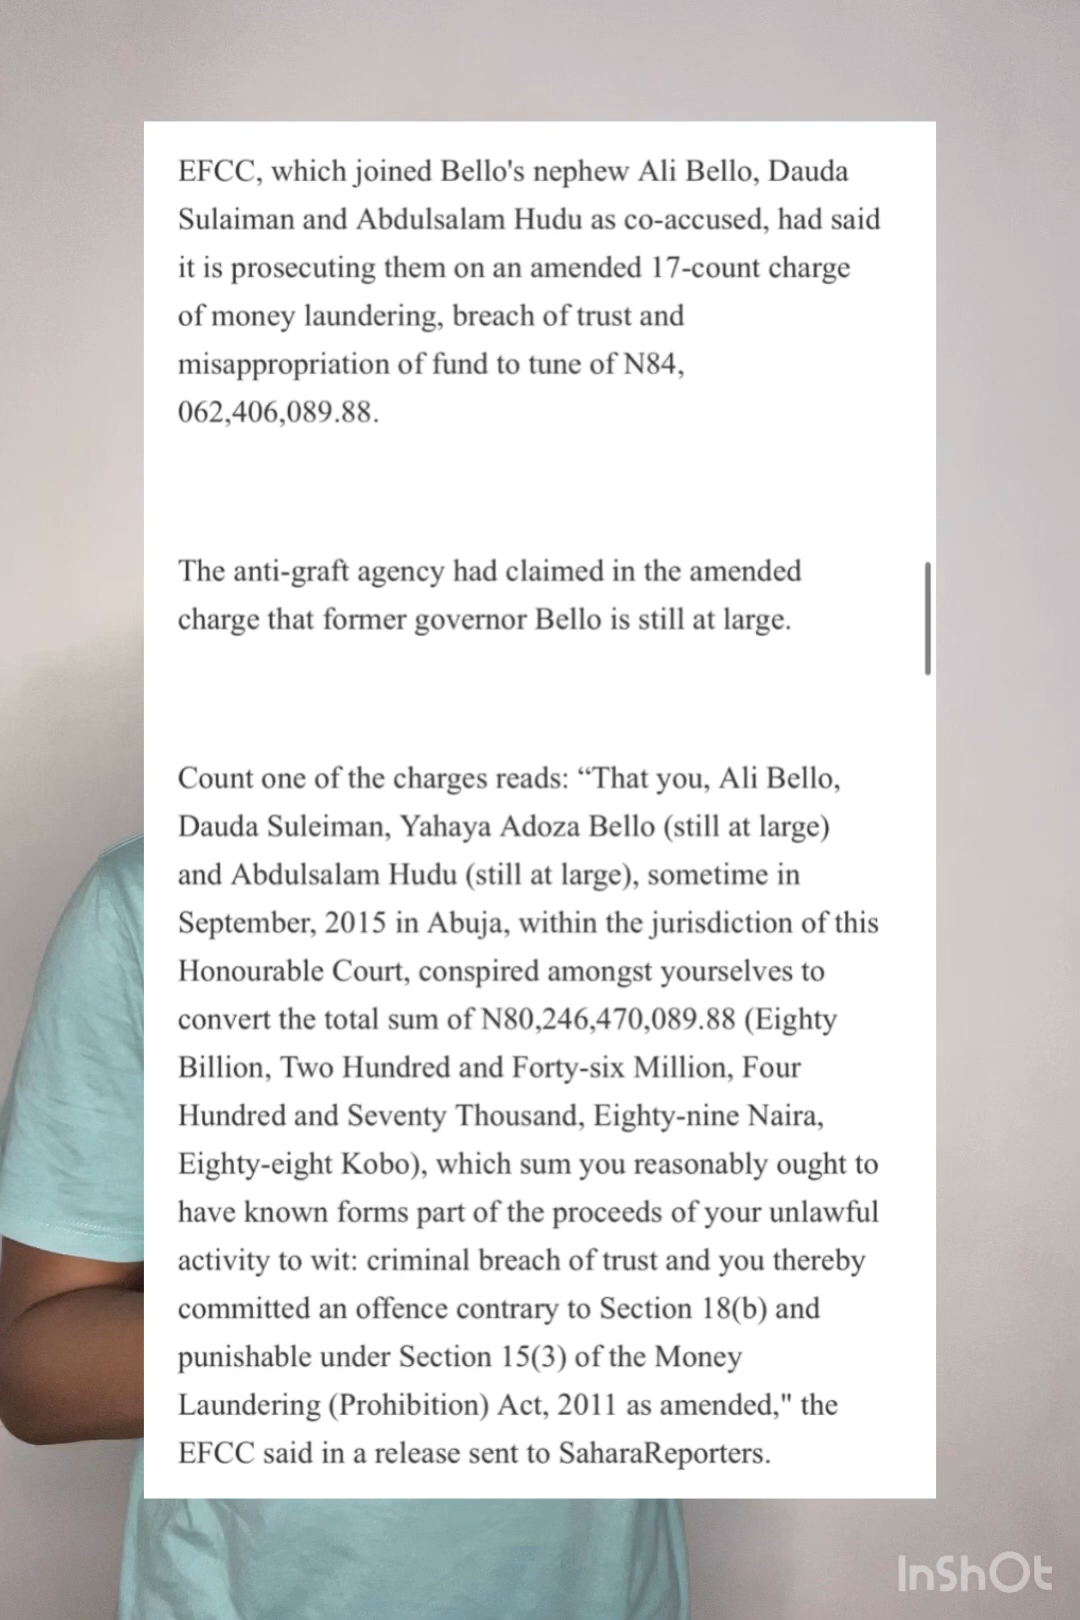 EFCC, which joined Bello's nephew Ali Bello, Dauda
Sulaiman and Abdulsalam Hudu as co-accused, had said
it is prosecuting them on an amended 17-count charge
of money laundering, breach of trust and
misappropriation of fund to tune of N84,
062,406,089.88.
The anti-graft agency had claimed in the amended
charge that former governor Bello is still at large.
Count one of the charges reads: “That you, Ali Bello,
Dauda Suleiman, Yahaya Adoza Bello (still at large)
and Abdulsalam Hudu (still at large), sometime in
September, 2015 in Abuja, within the jurisdiction of this
Honourable Court, conspired amongst yourselves to
convert the total sum of N80,246,470,089.88 (Eighty
Billion, Two Hundred and Forty-six Million, Four
Hundred and Seventy Thousand, Eighty-nine Naira,
Eighty-eight Kobo), which sum you reasonably ought to
have known forms part of the proceeds of your unlawful
activity to wit: criminal breach of trust and you thereby
committed an offence contrary to Section 18(b) and
punishable under Section 15(3) of the Money
Laundering (Prohibition) Act, 2011 as amended," the
EFCC said in a release sent to SaharaReporters.
InShOt